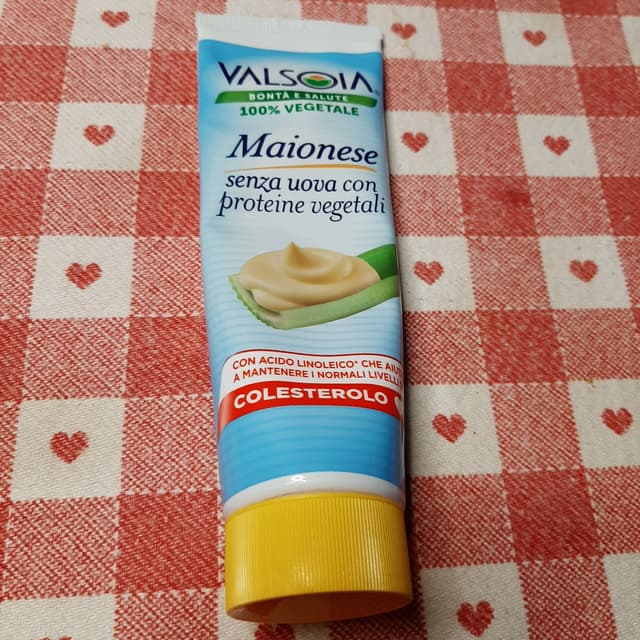 VALSOIA®
BONTÀ E SALUTE
100% VEGETALE
Maionese
senza uova con
proteine vegetali
CON ACIDO LINOLEICO* CHE
A MANTENERE I NORMALI LIVELLI
COLESTEROLO